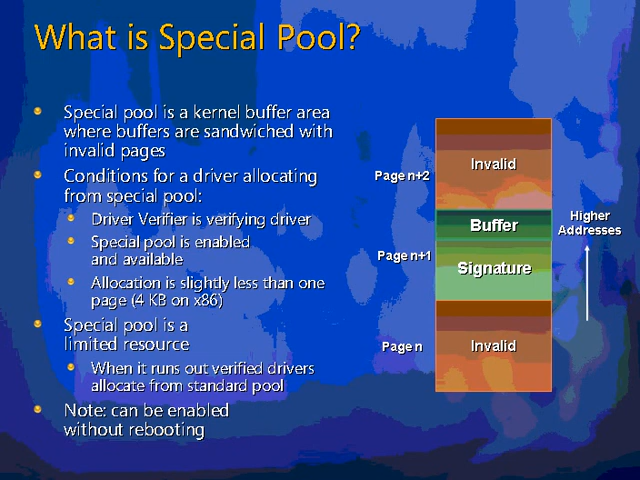 What is Special Pool?
Special pool is a kernel buffer area
where buffers are sandwiched with
invalid pages
Conditions for a driver allocating
from special pool:
Driver Verifier is verifying driver
Special pool is enabled
and available
Allocation is slightly less than one
page (4 KB on x86)
Special pool is a
limited resource
When it runs out verified drivers
allocate from standard pool
Note: can be enabled
without rebooting
Page n+2
Invalid
Buffer
Higher
Addresses
Page n+1
Signature
Page n
Invalid